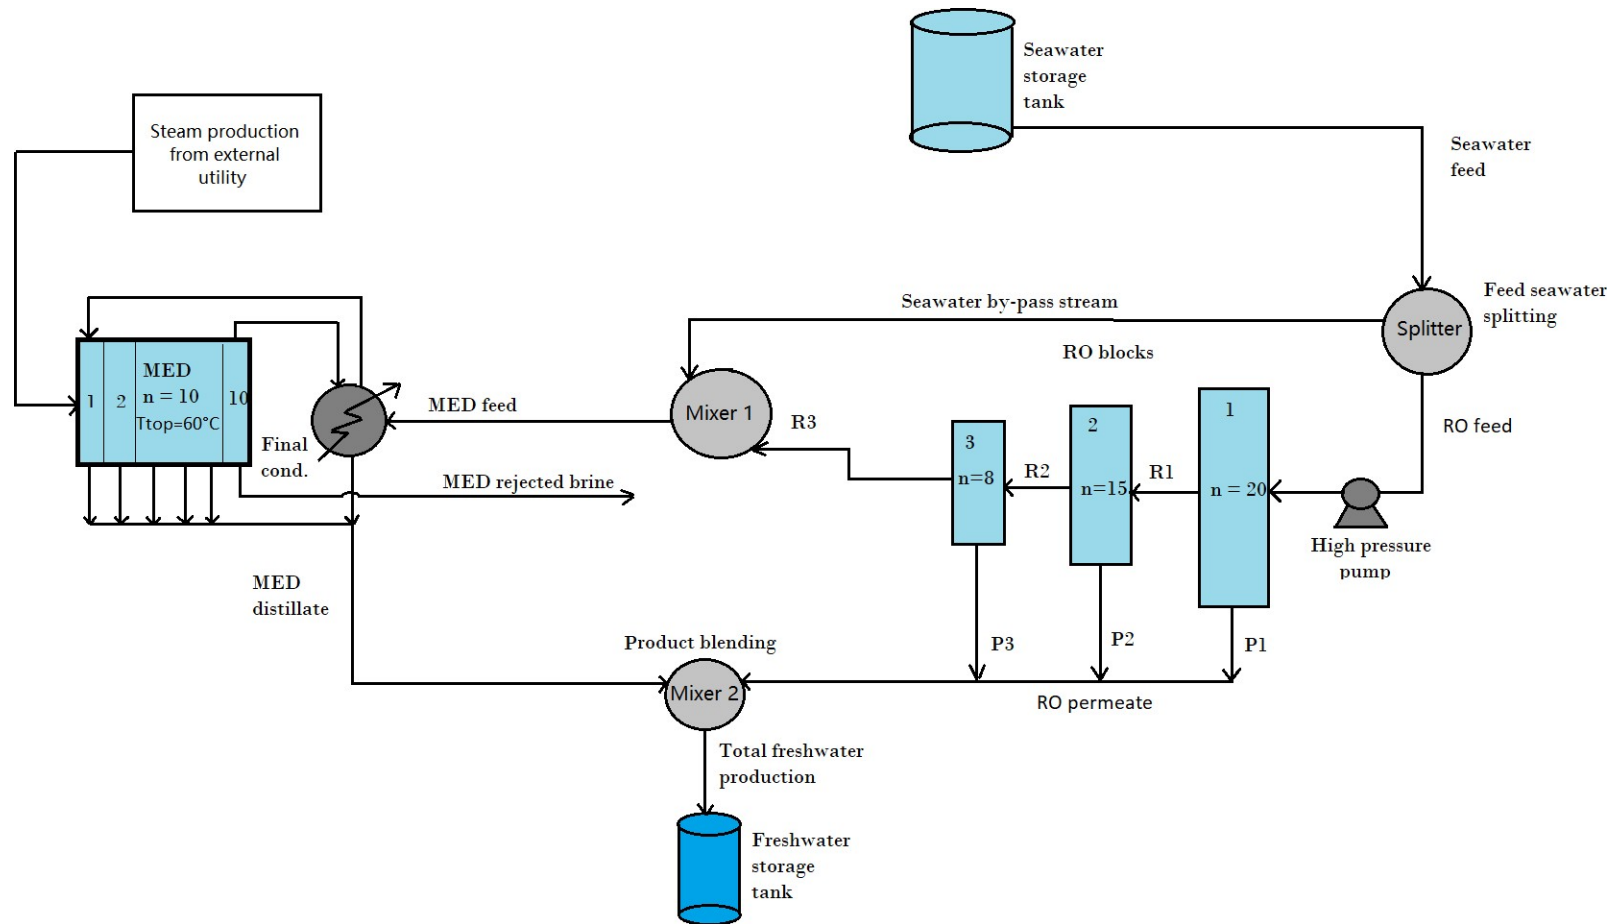 Seawater
storage
tank
Steam production
from external
utility
Seawater
feed
Seawater by-pass stream
Feed seawater
splitting
Splitter
RO blocks
MED
n = 10
Ttop=60°C
1
2
10
Final
cond.
MED feed
Mixer 1
R3
3
n=8
R2
2
n=15
R1
1
n = 20
RO feed
High pressure
pump
MED rejected brine
MED
distillate
Product blending
Mixer 2
P3
P2
P1
RO permeate
Total freshwater
production
Freshwater
storage
tank